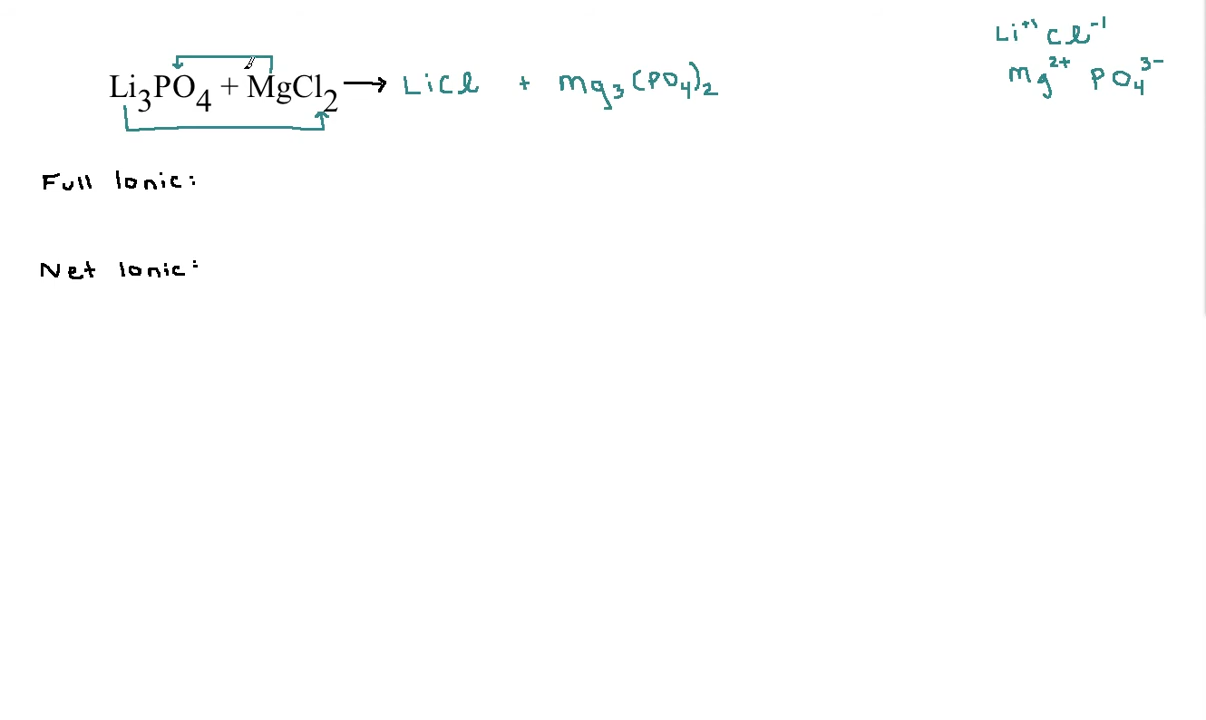 Li⁺¹ Cl⁻¹
Li₃PO₄ + MgCl₂ → LiCl + Mg₃(PO₄)₂
Mg²⁺ PO₄³⁻
Full Ionic:
Net Ionic: